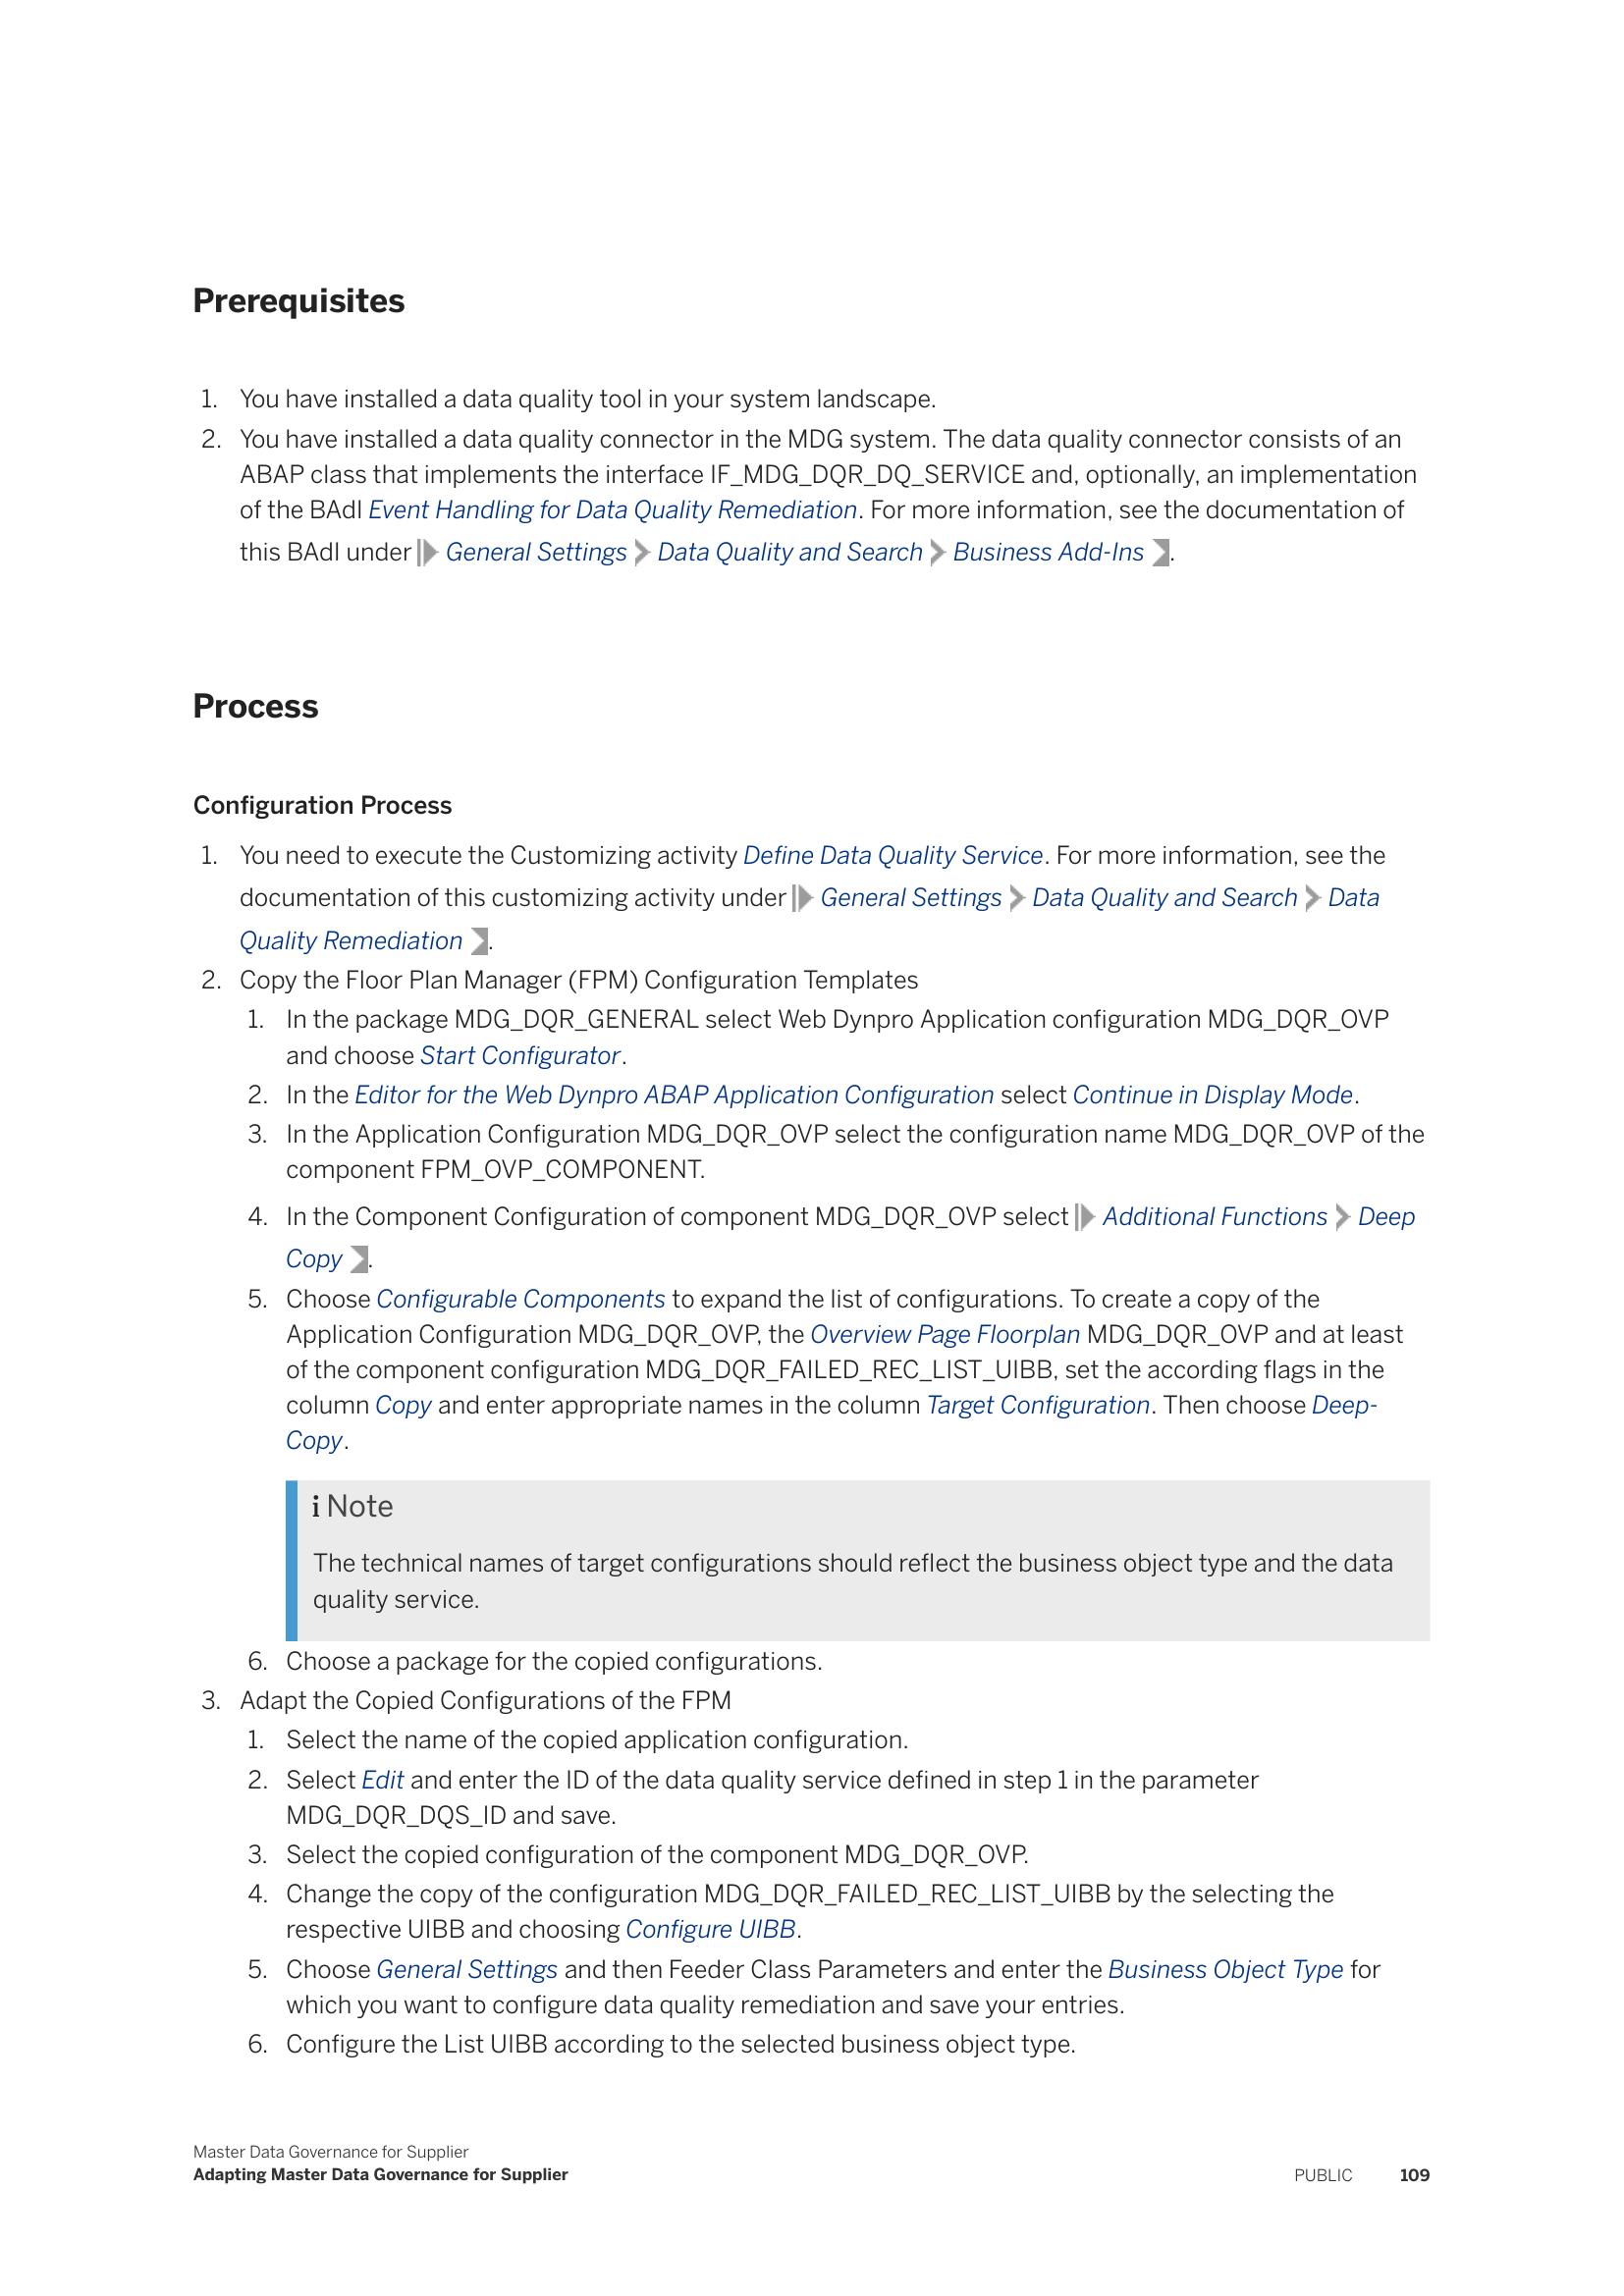 Prerequisites
1. You have installed a data quality tool in your system landscape.
2. You have installed a data quality connector in the MDG system. The data quality connector consists of an
ABAP class that implements the interface IF_MDG_DQR_DQ_SERVICE and, optionally, an implementation
of the BAdI Event Handling for Data Quality Remediation. For more information, see the documentation of
this BAdI under General Settings Data Quality and Search Business Add-Ins .
Process
Configuration Process
1. You need to execute the Customizing activity Define Data Quality Service. For more information, see the
documentation of this customizing activity under General Settings Data Quality and Search Data
Quality Remediation .
2. Copy the Floor Plan Manager (FPM) Configuration Templates
1. In the package MDG_DQR_GENERAL select Web Dynpro Application configuration MDG_DQR_OVP
and choose Start Configurator.
2. In the Editor for the Web Dynpro ABAP Application Configuration select Continue in Display Mode.
3. In the Application Configuration MDG_DQR_OVP select the configuration name MDG_DQR_OVP of the
component FPM_OVP_COMPONENT.
4. In the Component Configuration of component MDG_DQR_OVP select Additional Functions Deep
Copy .
5. Choose Configurable Components to expand the list of configurations. To create a copy of the
Application Configuration MDG_DQR_OVP, the Overview Page Floorplan MDG_DQR_OVP and at least
of the component configuration MDG_DQR_FAILED_REC_LIST_UIBB, set the according flags in the
column Copy and enter appropriate names in the column Target Configuration. Then choose Deep-
Copy.
i Note
The technical names of target configurations should reflect the business object type and the data
quality service.
6. Choose a package for the copied configurations.
3. Adapt the Copied Configurations of the FPM
1. Select the name of the copied application configuration.
2. Select Edit and enter the ID of the data quality service defined in step 1 in the parameter
MDG_DQR_DQS_ID and save.
3. Select the copied configuration of the component MDG_DQR_OVP.
4. Change the copy of the configuration MDG_DQR_FAILED_REC_LIST_UIBB by the selecting the
respective UIBB and choosing Configure UIBB.
5. Choose General Settings and then Feeder Class Parameters and enter the Business Object Type for
which you want to configure data quality remediation and save your entries.
6. Configure the List UIBB according to the selected business object type.
Master Data Governance for Supplier
Adapting Master Data Governance for Supplier
PUBLIC 109